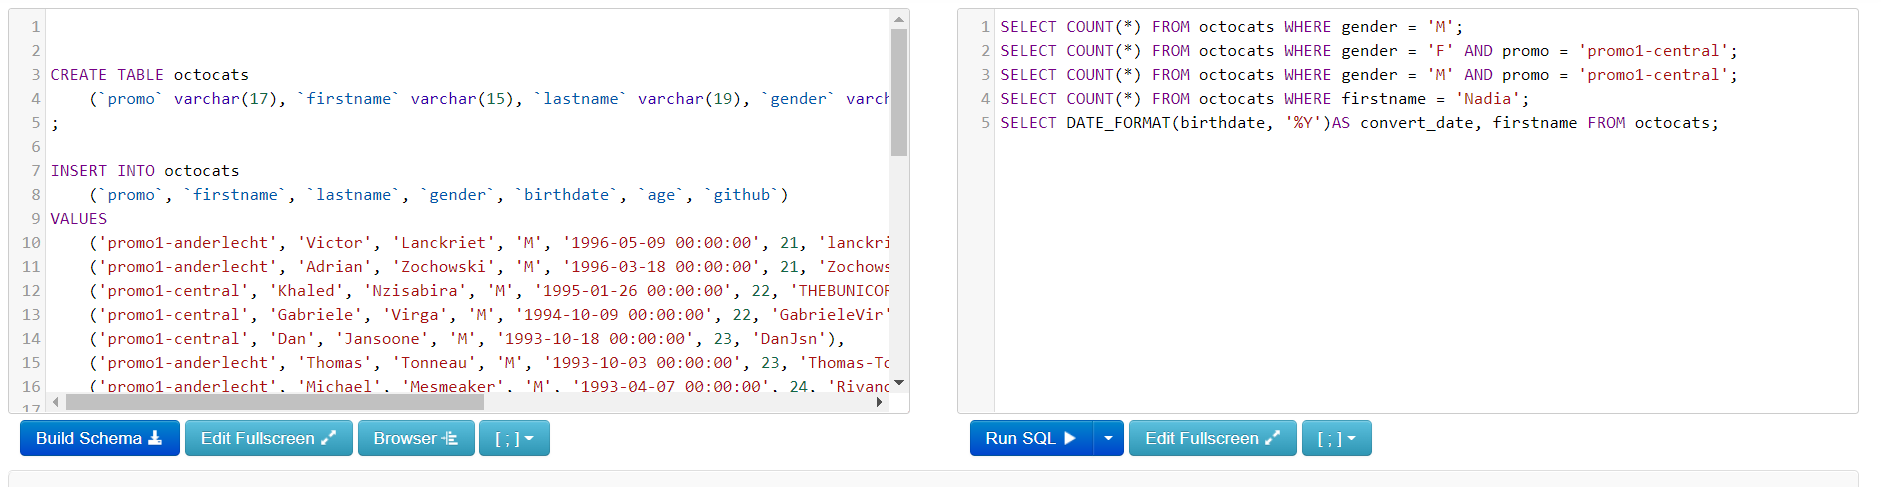 1
2
3 CREATE TABLE octocats
4 (`promo` varchar(17), `firstname` varchar(15), `lastname` varchar(19), `gender` varch
5 ;
6
7 INSERT INTO octocats
8 (`promo`, `firstname`, `lastname`, `gender`, `birthdate`, `age`, `github`)
9 VALUES
10 ('promo1-anderlecht', 'Victor', 'Lanckriet', 'M', '1996-05-09 00:00:00', 21, 'lanckri
11 ('promo1-anderlecht', 'Adrian', 'Zochowski', 'M', '1996-03-18 00:00:00', 21, 'Zochows
12 ('promo1-central', 'Khaled', 'Nzisabira', 'M', '1995-01-26 00:00:00', 22, 'THEBUNICOR
13 ('promo1-central', 'Gabriele', 'Virga', 'M', '1994-10-09 00:00:00', 22, 'GabrieleVir'
14 ('promo1-central', 'Dan', 'Jansoone', 'M', '1993-10-18 00:00:00', 23, 'DanJsn'),
15 ('promo1-anderlecht', 'Thomas', 'Tonneau', 'M', '1993-10-03 00:00:00', 23, 'Thomas-To
16 ('promo1-anderlecht', 'Michael', 'Mesmeaker', 'M', '1993-04-07 00:00:00', 24, 'Rivano
17
Build Schema Edit Fullscreen Browser [ ; ]
1 SELECT COUNT(*) FROM octocats WHERE gender = 'M';
2 SELECT COUNT(*) FROM octocats WHERE gender = 'F' AND promo = 'promo1-central';
3 SELECT COUNT(*) FROM octocats WHERE gender = 'M' AND promo = 'promo1-central';
4 SELECT COUNT(*) FROM octocats WHERE firstname = 'Nadia';
5 SELECT DATE_FORMAT(birthdate, '%Y')AS convert_date, firstname FROM octocats;
Run SQL Edit Fullscreen [ ; ]